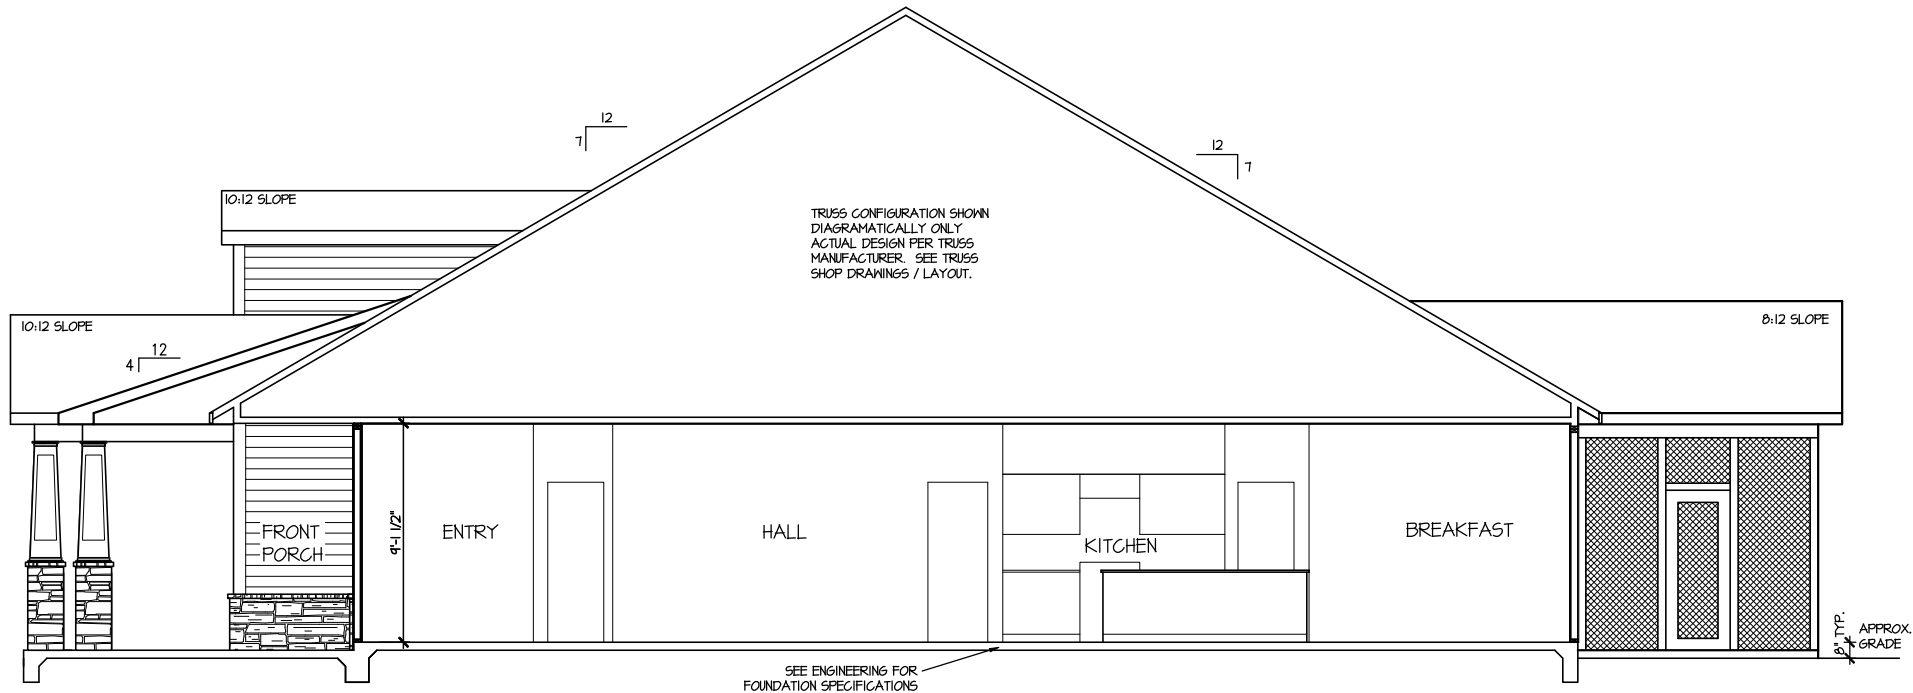 12
7
12
7
10:12 SLOPE
TRUSS CONFIGURATION SHOWN
DIAGRAMATICALLY ONLY
ACTUAL DESIGN PER TRUSS
MANUFACTURER. SEE TRUSS
SHOP DRAWINGS / LAYOUT.
10:12 SLOPE
8:12 SLOPE
12
4
9'-1 1/2"
FRONT
PORCH
ENTRY
HALL
KITCHEN
BREAKFAST
8" TYP.
APPROX.
GRADE
SEE ENGINEERING FOR
FOUNDATION SPECIFICATIONS